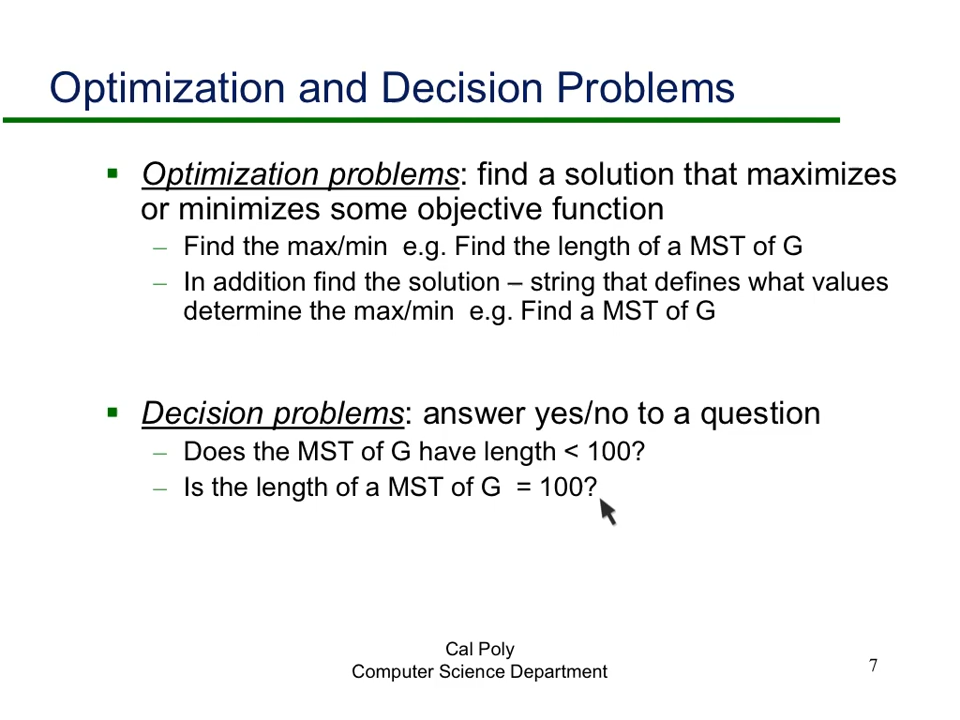 Optimization and Decision Problems
▪ Optimization problems: find a solution that maximizes
or minimizes some objective function
– Find the max/min e.g. Find the length of a MST of G
– In addition find the solution – string that defines what values
determine the max/min e.g. Find a MST of G
▪ Decision problems: answer yes/no to a question
– Does the MST of G have length < 100?
– Is the length of a MST of G = 100?
Cal Poly
Computer Science Department
7